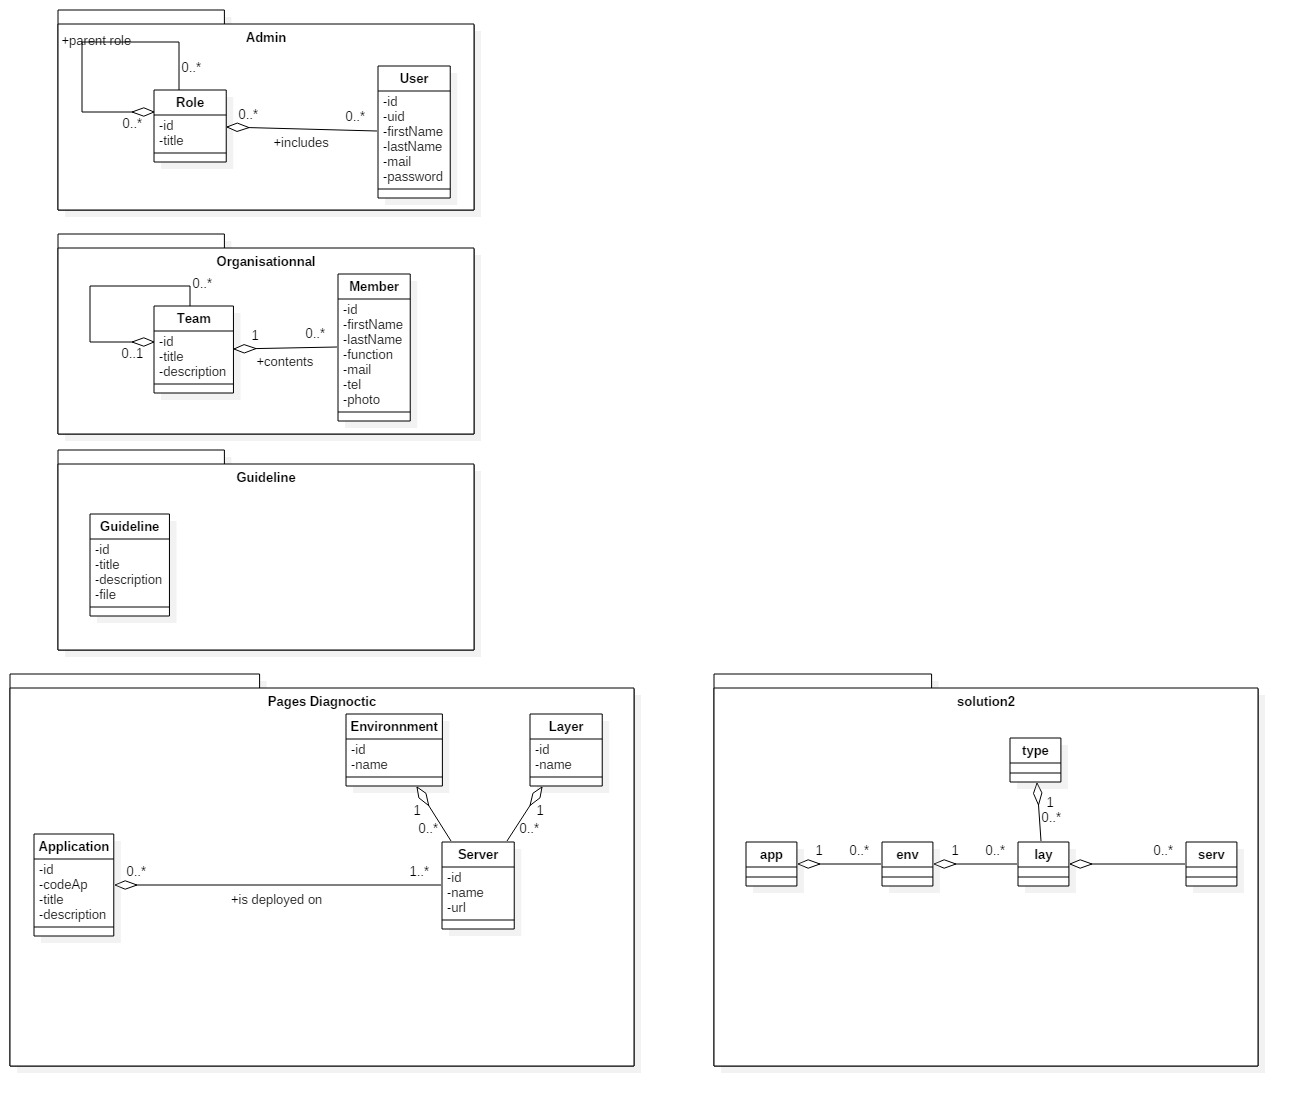 Admin
+parent role
0..*
Role
-id
-title
0..*
0..*
0..*
+includes
User
-id
-uid
-firstName
-lastName
-mail
-password
Organisationnal
0..*
Team
-id
-title
-description
0..1
1
0..*
+contents
Member
-id
-firstName
-lastName
-function
-mail
-tel
-photo
Guideline
Guideline
-id
-title
-description
-file
Pages Diagnoctic
Environnment
-id
-name
Layer
-id
-name
1
0..*
1
0..*
Application
-id
-codeAp
-title
-description
0..*
1..*
+is deployed on
Server
-id
-name
-url
solution2
type
1
0..*
app
1
0..*
env
1
0..*
lay
0..*
serv